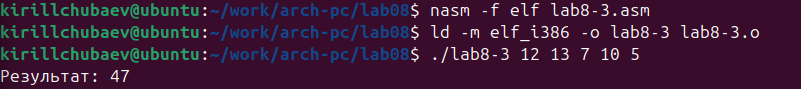 kirillchubaev@ubuntu:~/work/arch-pc/lab08$ nasm -f elf lab8-3.asm
kirillchubaev@ubuntu:~/work/arch-pc/lab08$ ld -m elf_i386 -o lab8-3 lab8-3.o
kirillchubaev@ubuntu:~/work/arch-pc/lab08$ ./lab8-3 12 13 7 10 5
Результат: 47